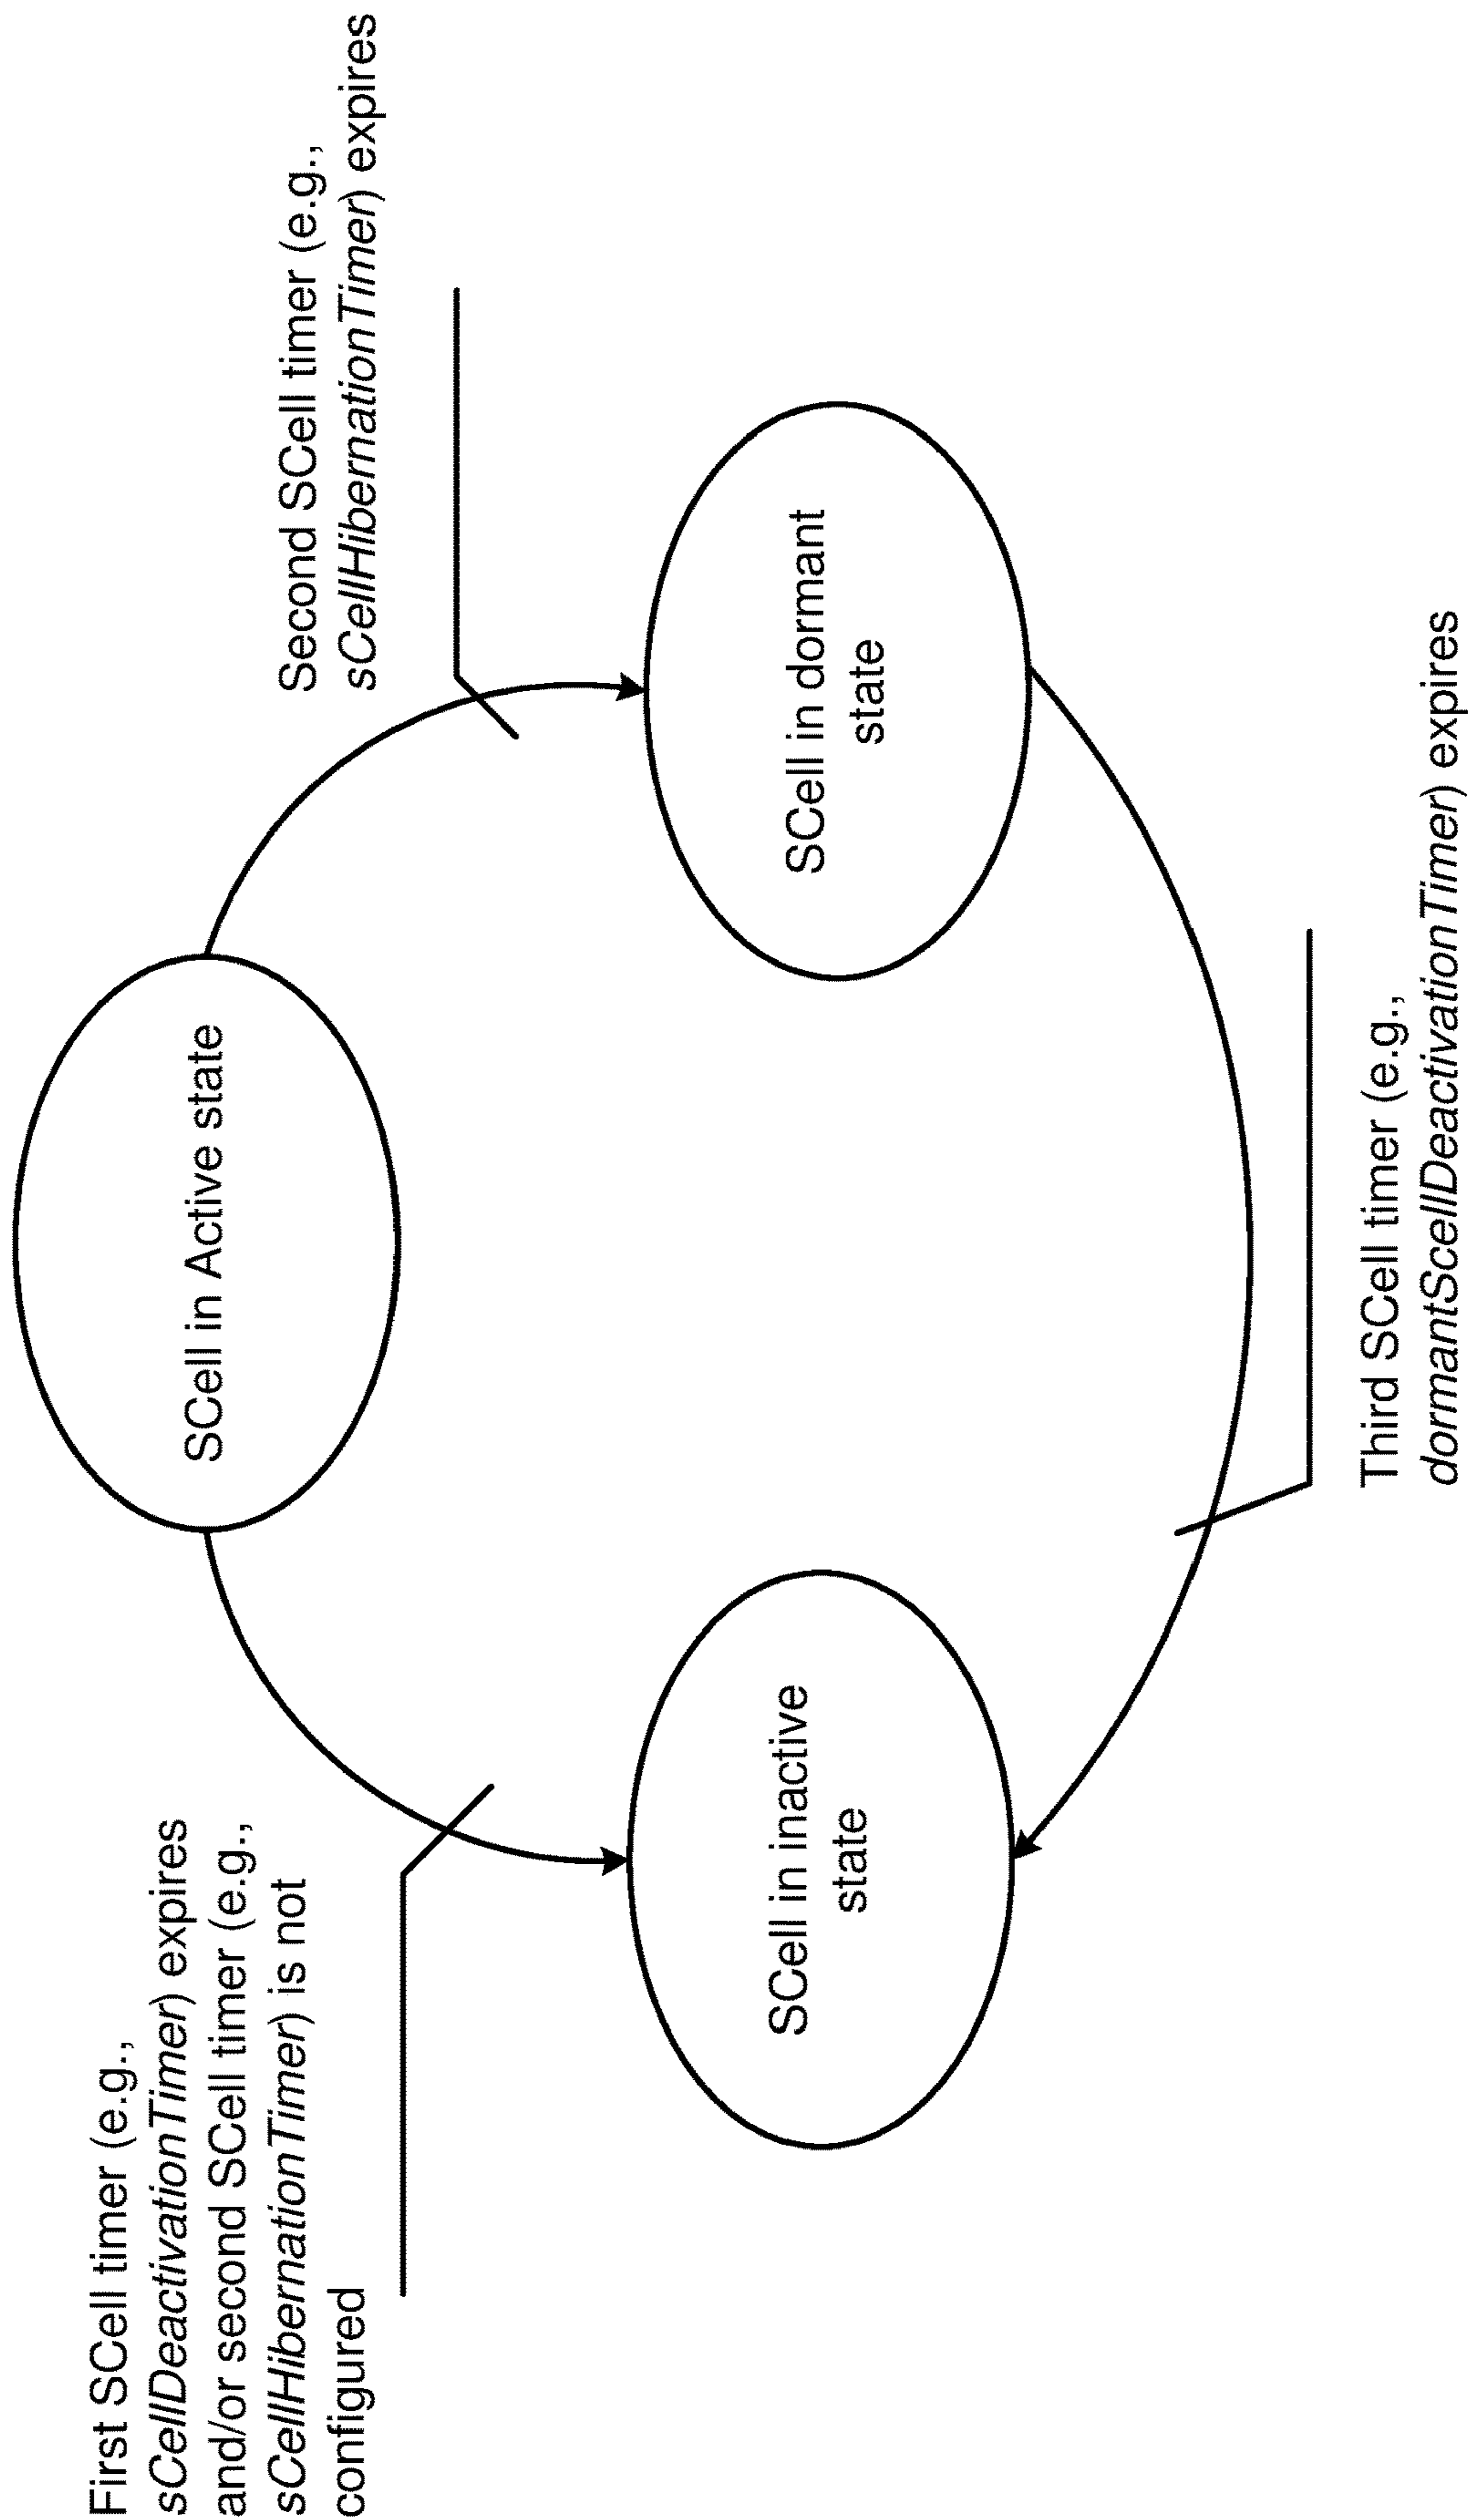 First SCell timer (e.g.,
sCellDeactivationTimer) expires
and/or second SCell timer (e.g.,
sCellHibernationTimer) is not
configured
SCell in Active state
Second SCell timer (e.g.,
sCellHibernationTimer) expires
SCell in inactive
state
SCell in dormant
state
Third SCell timer (e.g.,
dormantScellDeactivationTimer) expires